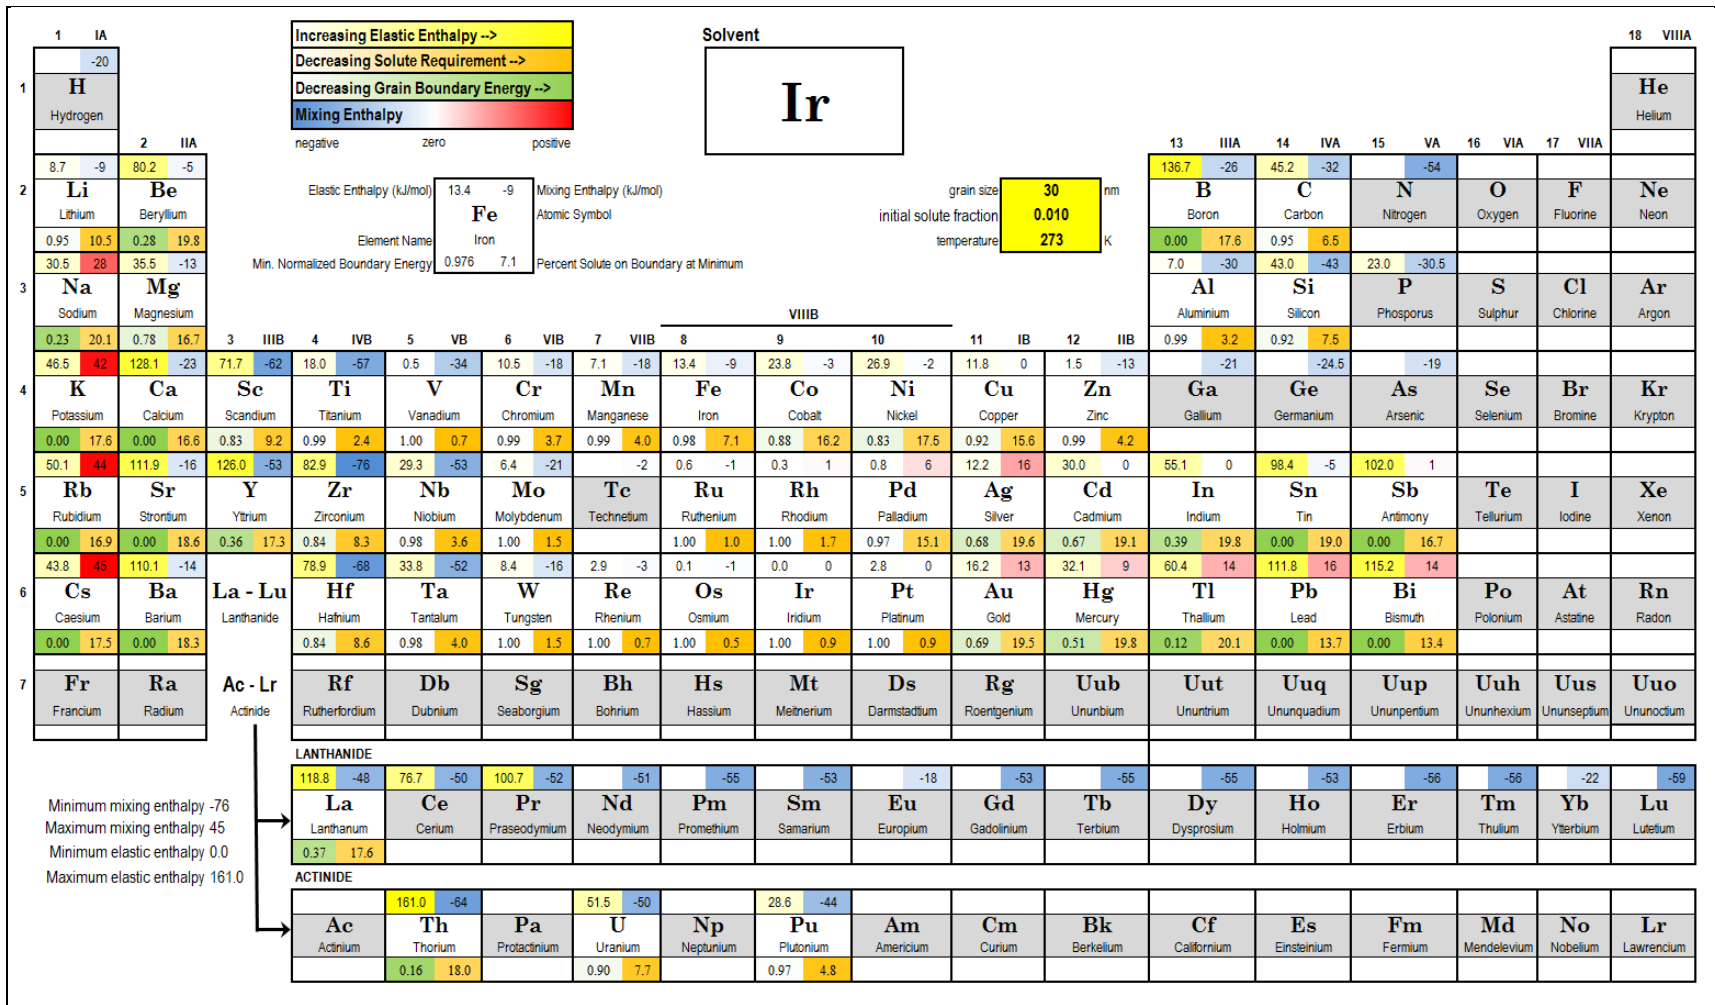 1 IA
Increasing Elastic Enthalpy -->
Solvent
18 VIIIA
-20
Decreasing Solute Requirement -->
1 H
Decreasing Grain Boundary Energy -->
Ir
He
Hydrogen
Mixing Enthalpy
Helium
2 IIA
negative zero positive
13 IIIA 14 IVA 15 VA 16 VIA 17 VIIA
8.7 -9 80.2 -5 136.7 -26 45.2 -32 -54
2 Li Be
Elastic Enthalpy (kJ/mol) 13.4 -9 Mixing Enthalpy (kJ/mol)
grain size 30 nm
B C N O F Ne
Fe Atomic Symbol
initial solute fraction 0.010
Lithium Beryllium Boron Carbon Nitrogen Oxygen Fluorine Neon
Element Name Iron
temperature 273 K
0.95 10.5 0.28 19.8 0.00 17.6 0.95 6.5
Min. Normalized Boundary Energy 0.976 7.1 Percent Solute on Boundary at Minimum
30.5 28 35.5 -13 7.0 -30 43.0 -43 23.0 -30.5
3 Na Mg Al Si P S Cl Ar
Sodium Magnesium Aluminium Silicon Phosporus Sulphur Chlorine Argon
VIIIB
0.23 20.1 0.78 16.7 3 IIIB 4 IVB 5 VB 6 VIB 7 VIIB 8 9 10 11 IB 12 IIB 0.99 3.2 0.92 7.5
46.5 42 128.1 -23 71.7 -62 18.0 -57 0.5 -34 10.5 -18 7.1 -18 13.4 -9 23.8 -3 26.9 -2 11.8 0 1.5 -13 -21 -24.5 -19
4 K Ca Sc Ti V Cr Mn Fe Co Ni Cu Zn Ga Ge As Se Br Kr
Potassium Calcium Scandium Titanium Vanadium Chromium Manganese Iron Cobalt Nickel Copper Zinc Gallium Germanium Arsenic Selenium Bromine Krypton
0.00 17.6 0.00 16.6 0.83 9.2 0.99 2.4 1.00 0.7 0.99 3.7 0.99 4.0 0.98 7.1 0.88 16.2 0.83 17.5 0.92 15.6 0.99 4.2
50.1 44 111.9 -16 126.0 -53 82.9 -76 29.3 -53 6.4 -21 -2 0.6 -1 0.3 1 0.8 6 12.2 16 30.0 0 55.1 0 98.4 -5 102.0 1
5 Rb Sr Y Zr Nb Mo Tc Ru Rh Pd Ag Cd In Sn Sb Te I Xe
Rubidium Strontium Yttrium Zirconium Niobium Molybdenum Technetium Ruthenium Rhodium Palladium Silver Cadmium Indium Tin Antimony Tellurium Iodine Xenon
0.00 16.9 0.00 18.6 0.36 17.3 0.84 8.3 0.98 3.6 1.00 1.5 1.00 1.0 1.00 1.7 0.97 15.1 0.68 19.6 0.67 19.1 0.39 19.8 0.00 19.0 0.00 16.7
43.8 45 110.1 -14 78.9 -68 33.8 -52 8.4 -16 2.9 -3 0.1 -1 0.0 0 2.8 0 16.2 13 32.1 9 60.4 14 111.8 16 115.2 14
6 Cs Ba La - Lu Hf Ta W Re Os Ir Pt Au Hg Tl Pb Bi Po At Rn
Caesium Barium Lanthanide Hafnium Tantalum Tungsten Rhenium Osmium Iridium Platinum Gold Mercury Thallium Lead Bismuth Polonium Astatine Radon
0.00 17.5 0.00 18.3 0.84 8.6 0.98 4.0 1.00 1.5 1.00 0.7 1.00 0.5 1.00 0.9 1.00 0.9 0.69 19.5 0.51 19.8 0.12 20.1 0.00 13.7 0.00 13.4
7 Fr Ra Ac - Lr Rf Db Sg Bh Hs Mt Ds Rg Uub Uut Uuq Uup Uuh Uus Uuo
Francium Radium Actinide Rutherfordium Dubnium Seaborgium Bohrium Hassium Meitnerium Darmstadtium Roentgenium Ununbium Ununtrium Ununquadium Ununpentium Ununhexium Ununseptium Ununoctium
LANTHANIDE
118.8 -48 76.7 -50 100.7 -52 -51 -55 -53 -18 -53 -55 -55 -53 -56 -56 -22 -59
La Ce Pr Nd Pm Sm Eu Gd Tb Dy Ho Er Tm Yb Lu
Lanthanum Cerium Praseodymium Neodymium Promethium Samarium Europium Gadolinium Terbium Dysprosium Holmium Erbium Thulium Ytterbium Lutetium
0.37 17.6
Minimum mixing enthalpy -76
Maximum mixing enthalpy 45
Minimum elastic enthalpy 0.0
Maximum elastic enthalpy 161.0
ACTINIDE
161.0 -64 51.5 -50 28.6 -44
Ac Th Pa U Np Pu Am Cm Bk Cf Es Fm Md No Lr
Actinium Thorium Protactinium Uranium Neptunium Plutonium Americium Curium Berkelium Californium Einsteinium Fermium Mendelevium Nobelium Lawrencium
0.16 18.0 0.90 7.7 0.97 4.8